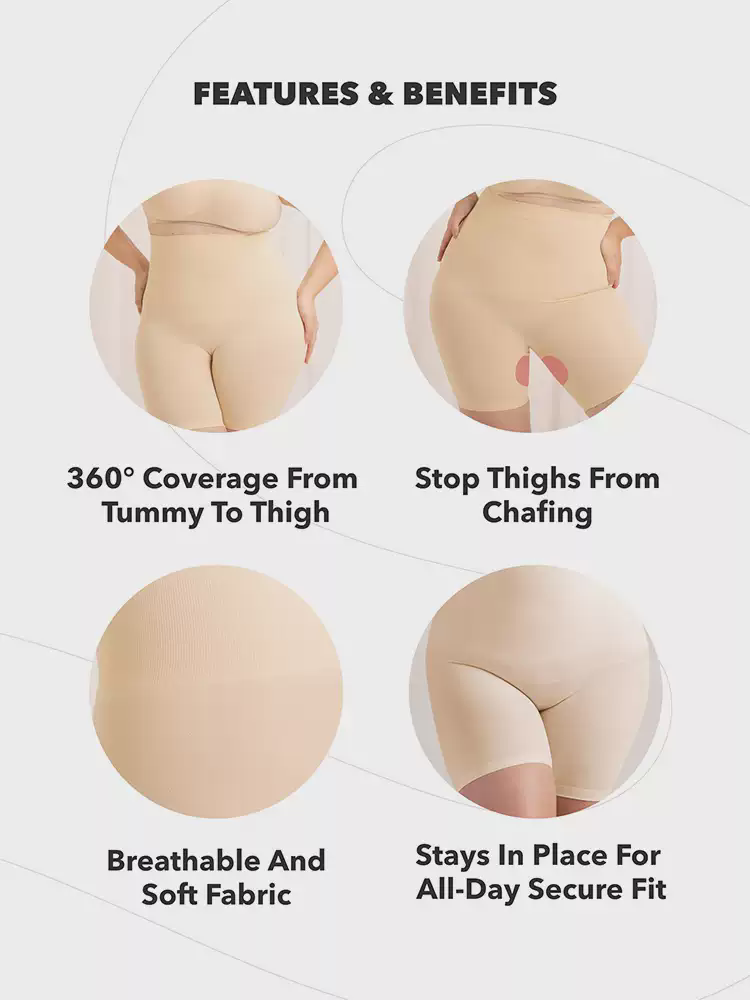 FEATURES & BENEFITS
360° Coverage From
Tummy To Thigh
Stop Thighs From
Chafing
Breathable And
Soft Fabric
Stays In Place For
All-Day Secure Fit